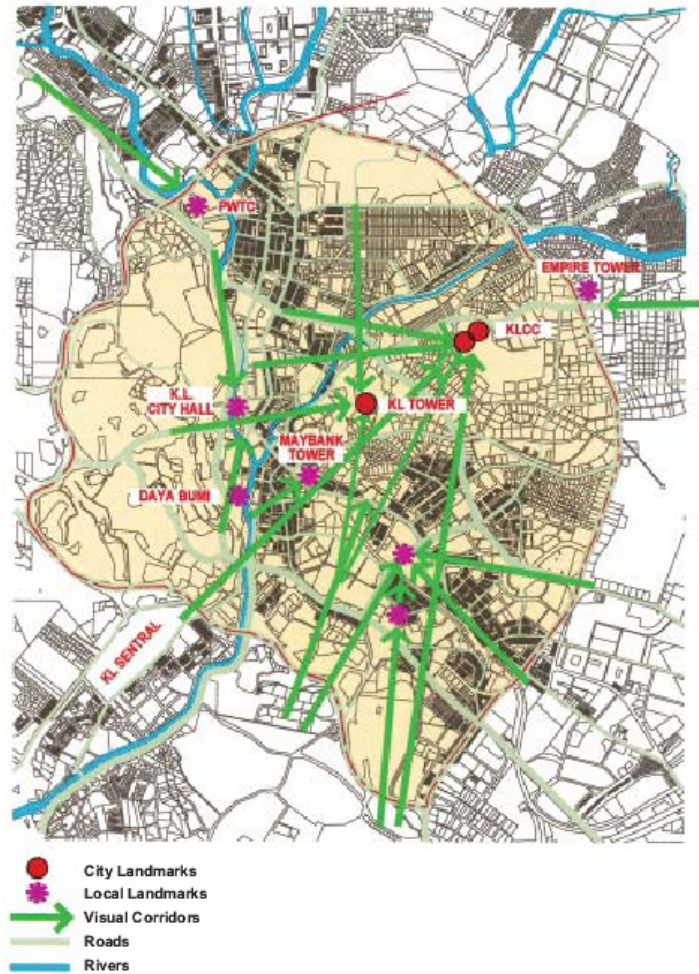 PWTC
EMPIRE TOWER
KLCC
K.L.
CITY HALL
KL TOWER
MAYBANK
TOWER
DAYA BUMI
KL SENTRAL
City Landmarks
Local Landmarks
Visual Corridors
Roads
Rivers